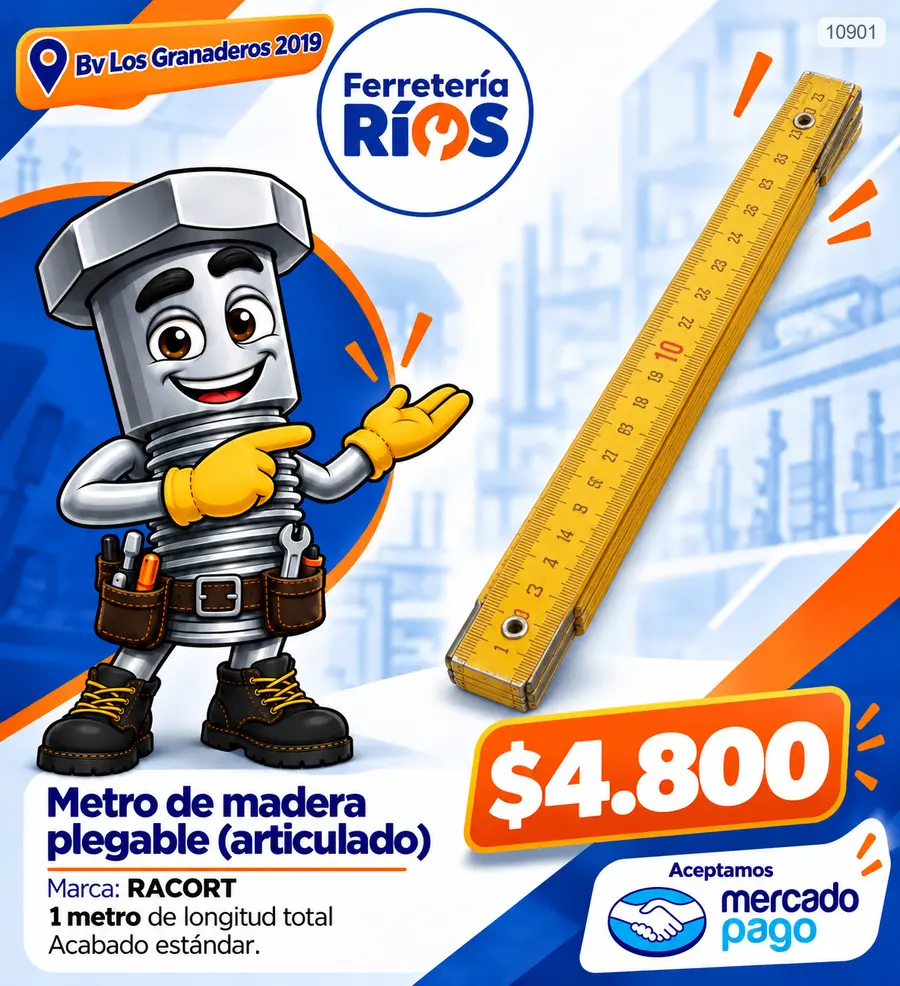 Bv Los Granaderos 2019
Ferretería
RÍOS
10901
10
Metro de madera
plegable (articulado)
Marca: RACORT
1 metro de longitud total
Acabado estándar.
$4.800
Aceptamos
mercado
pago